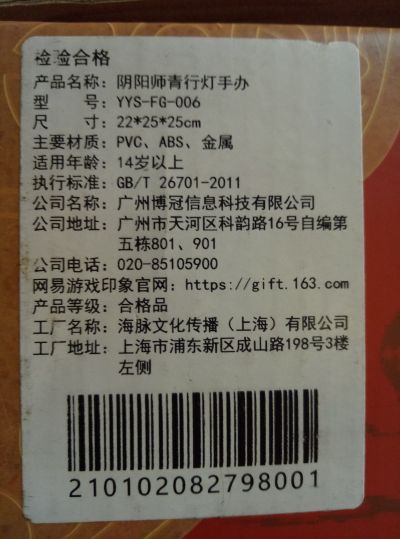 检验合格
产品名称：阴阳师青行灯手办
型　　号：YYS-FG-006
尺　　寸：22*25*25cm
主要材质：PVC、ABS、金属
适用年龄：14岁以上
执行标准：GB/T 26701-2011
公司名称：广州博冠信息科技有限公司
公司地址：广州市天河区科韵路16号自编第
五栋801、901
公司电话：020-85105900
网易游戏印象官网：https://gift.163.com
产品等级：合格品
工厂名称：海脉文化传播（上海）有限公司
工厂地址：上海市浦东新区成山路198号3楼
左侧
210102082798001